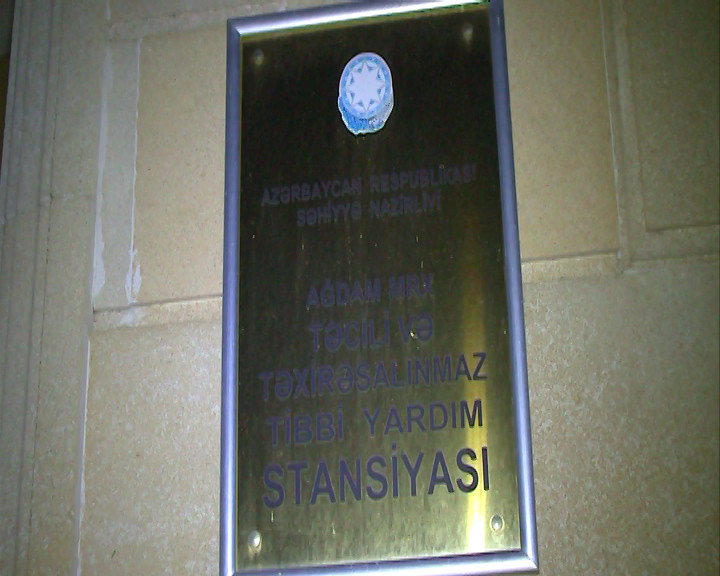 AZƏRBAYCAN RESPUBLİKASI
SƏHİYYƏ NAZİRLİYİ
AĞDAM MRX
TƏCİLİ VƏ
TƏXİRƏSALINMAZ
TİBBİ YARDIM
STANSİYASI